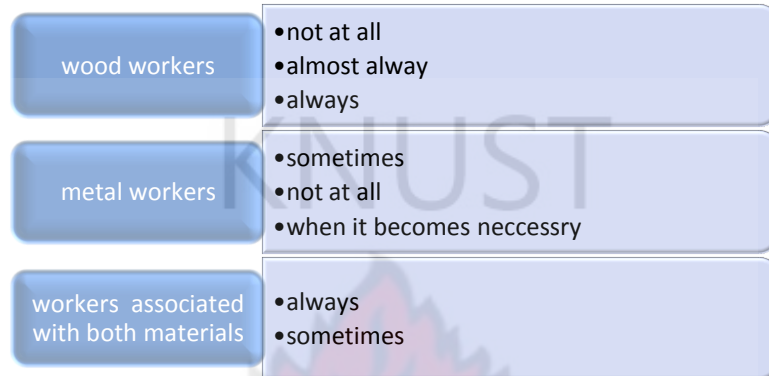 wood workers
•not at all
•almost alway
•always
KNUST
metal workers
•sometimes
•not at all
•when it becomes neccessry
workers associated
with both materials
•always
•sometimes